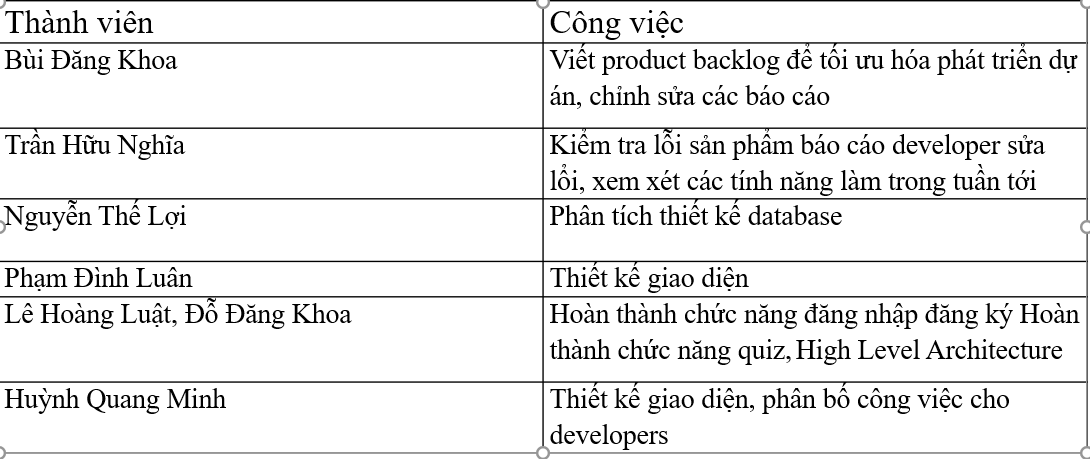 Thành viên
Công việc
Bùi Đăng Khoa
Viết product backlog để tối ưu hóa phát triển dự
án, chỉnh sửa các báo cáo
Trần Hữu Nghĩa
Kiểm tra lỗi sản phẩm báo cáo developer sửa
lổi, xem xét các tính năng làm trong tuần tới
Nguyễn Thế Lợi
Phân tích thiết kế database
Phạm Đình Luân
Thiết kế giao diện
Lê Hoàng Luật, Đỗ Đăng Khoa
Hoàn thành chức năng đăng nhập đăng ký Hoàn
thành chức năng quiz, High Level Architecture
Huỳnh Quang Minh
Thiết kế giao diện, phân bố công việc cho
developers